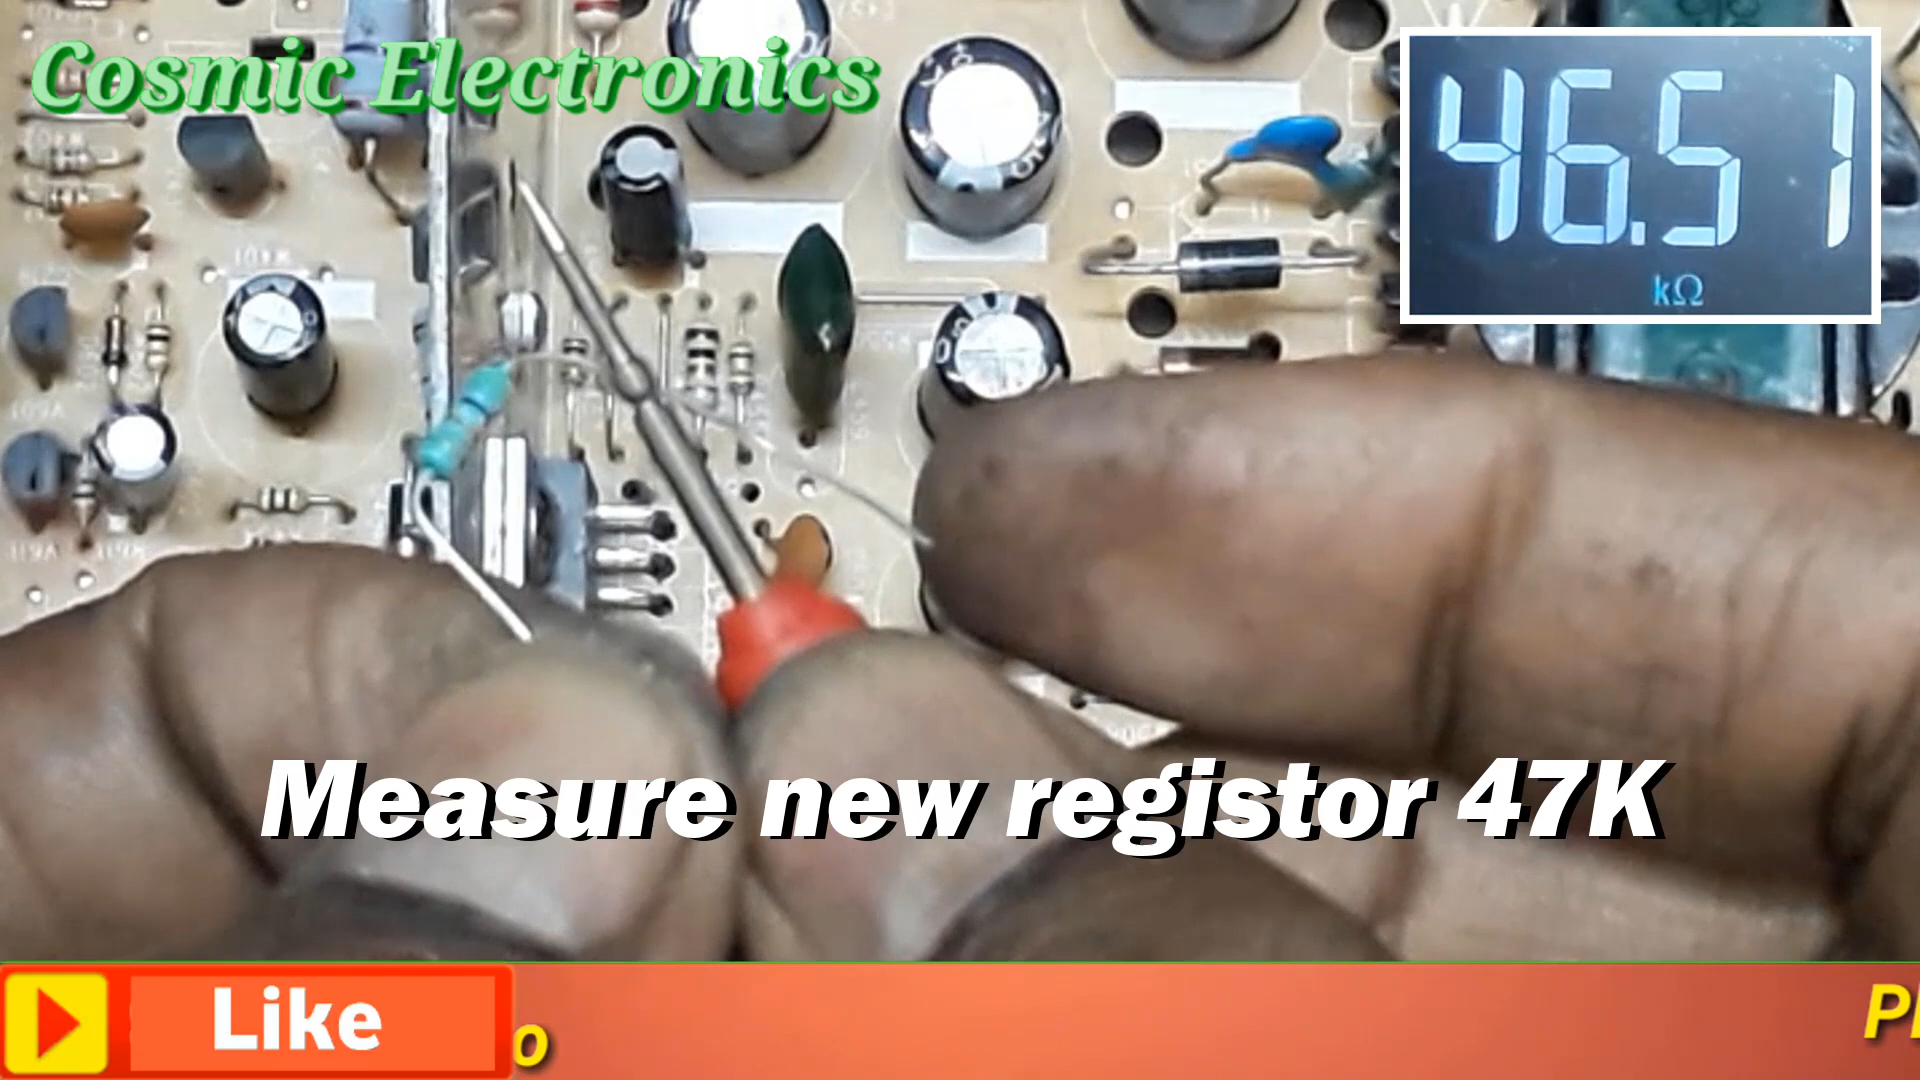 Cosmic Electronics
46.51
kΩ
Measure new registor 47K
Like
o